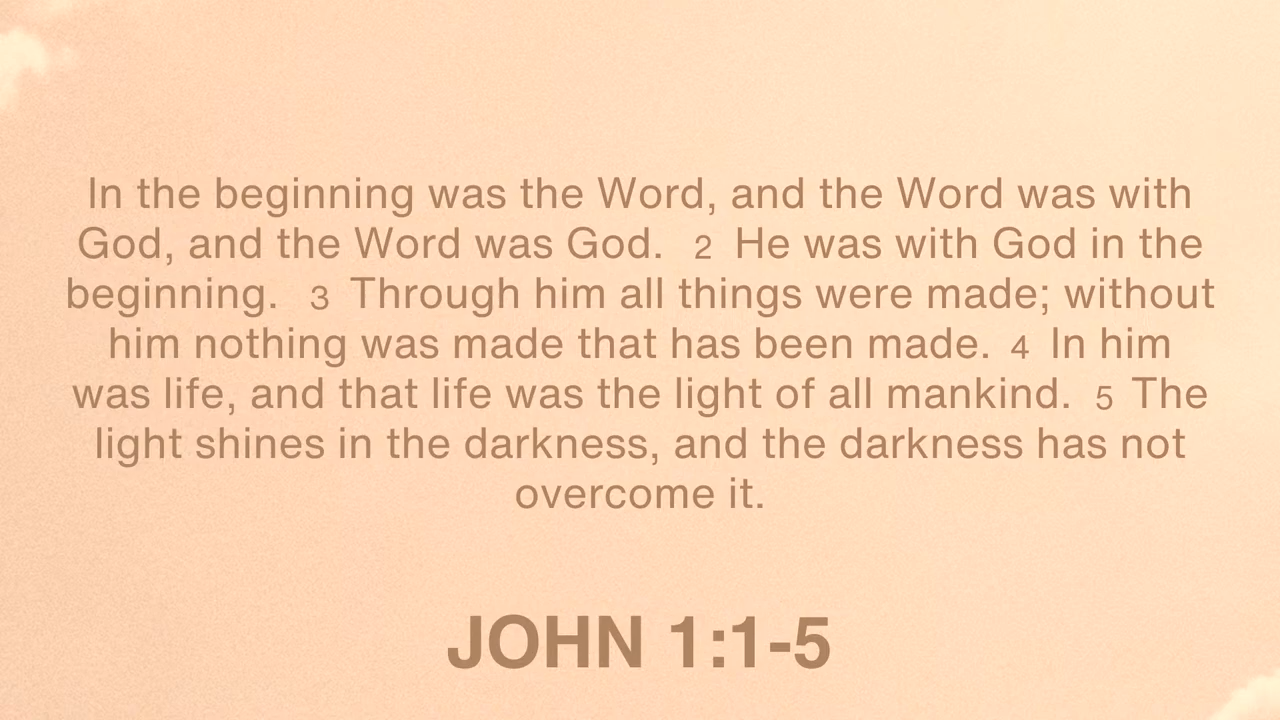 In the beginning was the Word, and the Word was with
God, and the Word was God. 2 He was with God in the
beginning. 3 Through him all things were made; without
him nothing was made that has been made. 4 In him
was life, and that life was the light of all mankind. 5 The
light shines in the darkness, and the darkness has not
overcome it.
JOHN 1:1-5